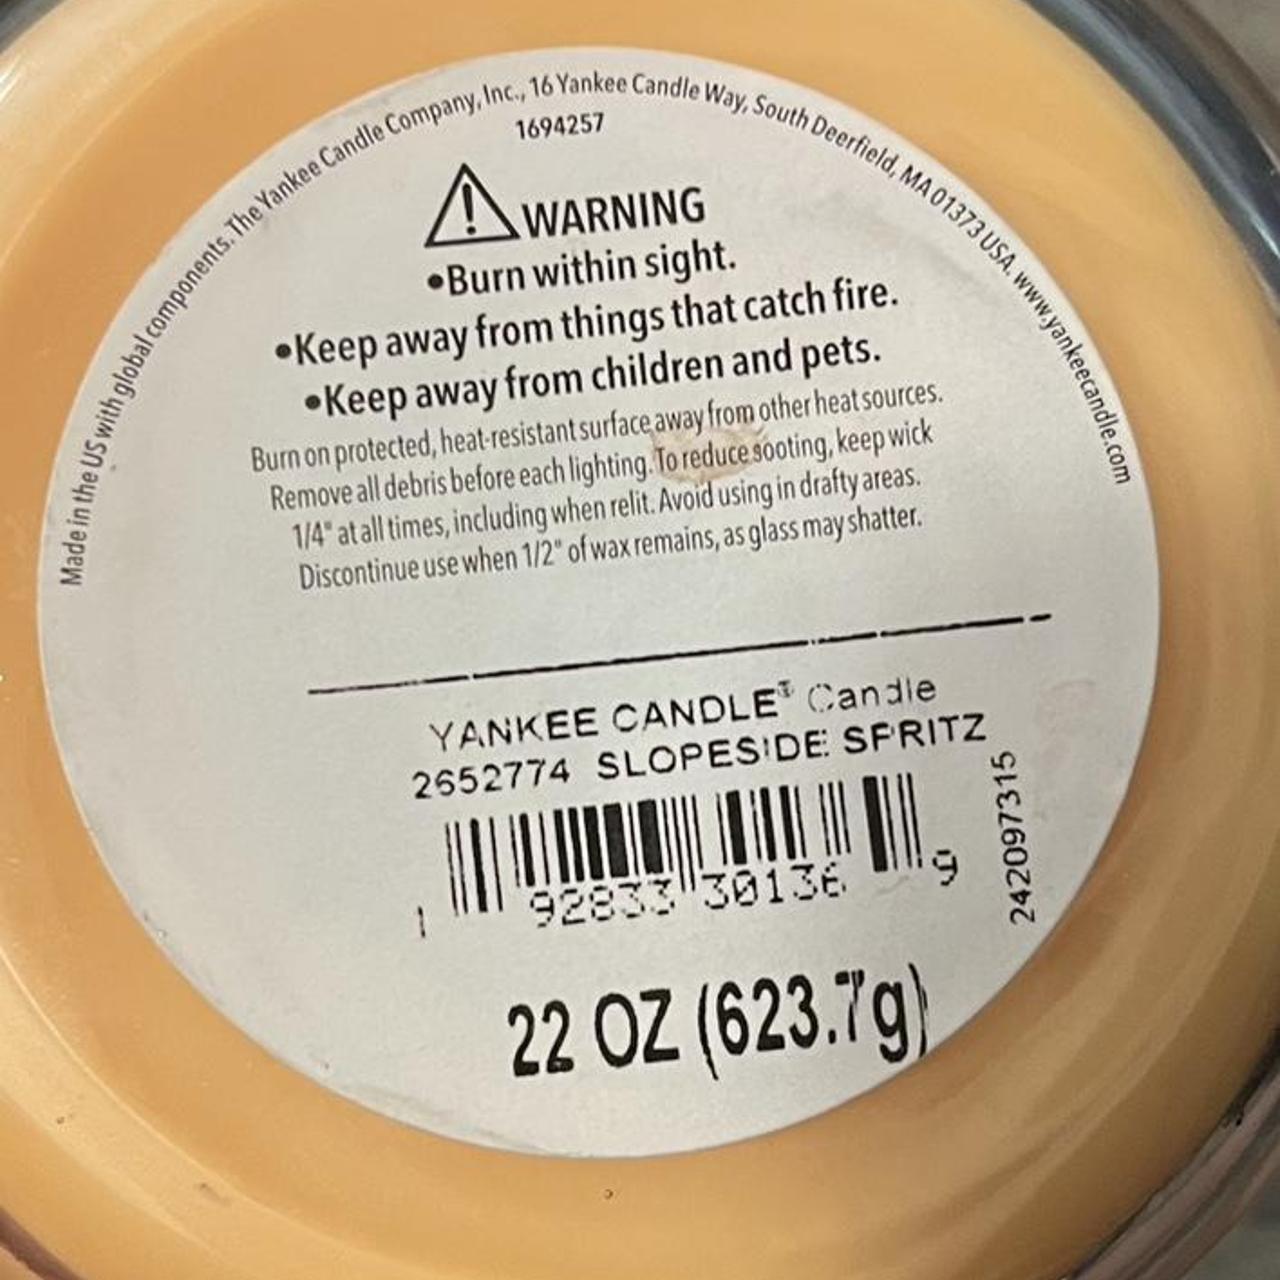 Made in the US with global components. The Yankee Candle Company, Inc., 16 Yankee Candle Way, South Deerfield, MA 01373 USA. www.yankeecandle.com
1694257
WARNING
•Burn within sight.
•Keep away from things that catch fire.
•Keep away from children and pets.
Burn on protected, heat-resistant surface away from other heat sources.
Remove all debris before each lighting. To reduce sooting, keep wick
1/4" at all times, including when relit. Avoid using in drafty areas.
Discontinue use when 1/2" of wax remains, as glass may shatter.
YANKEE CANDLE® Candle
2652774 SLOPESIDE SPRITZ
1 92833 30136 9
242097315
22 OZ (623.7g)